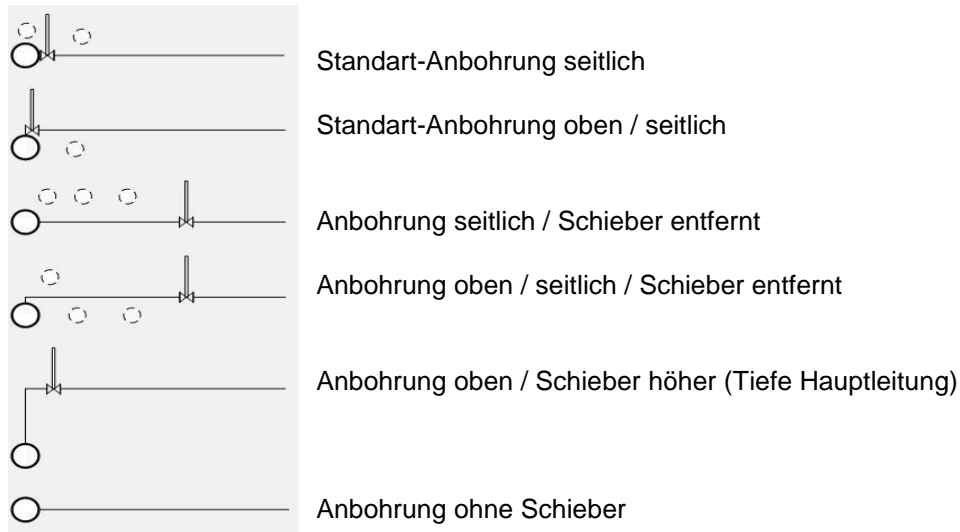 Standart-Anbohrung seitlich
Standart-Anbohrung oben / seitlich
Anbohrung seitlich / Schieber entfernt
Anbohrung oben / seitlich / Schieber entfernt
Anbohrung oben / Schieber höher (Tiefe Hauptleitung)
Anbohrung ohne Schieber